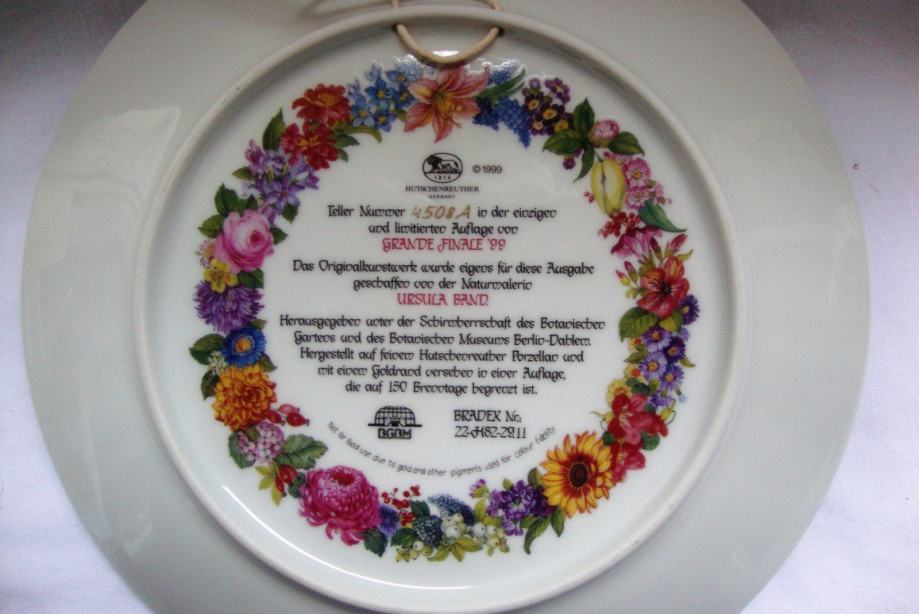 1814
© 1999
HUTSCHENREUTHER
GERMANY
Teller Nummer 4508A in der einzigen
und limitierten Auflage von
GRANDE FINALE '99
Das Originalkunstwerk wurde eigens für diese Ausgabe
geschaffen von der Naturmalerin
URSULA BAND.
Herausgegeben unter der Schirmherrschaft des Botanischen
Gartens und des Botanischen Museums Berlin-Dahlem.
Hergestellt auf feinem Hutschenreuther Porzellan und
mit einem Goldrand versehen in einer Auflage,
die auf 150 Brenntage begrenzt ist.
BGBM
BRADEX Nr.:
22-H82-29.11
Not for food use due to gold and other pigments used for colour fidelity